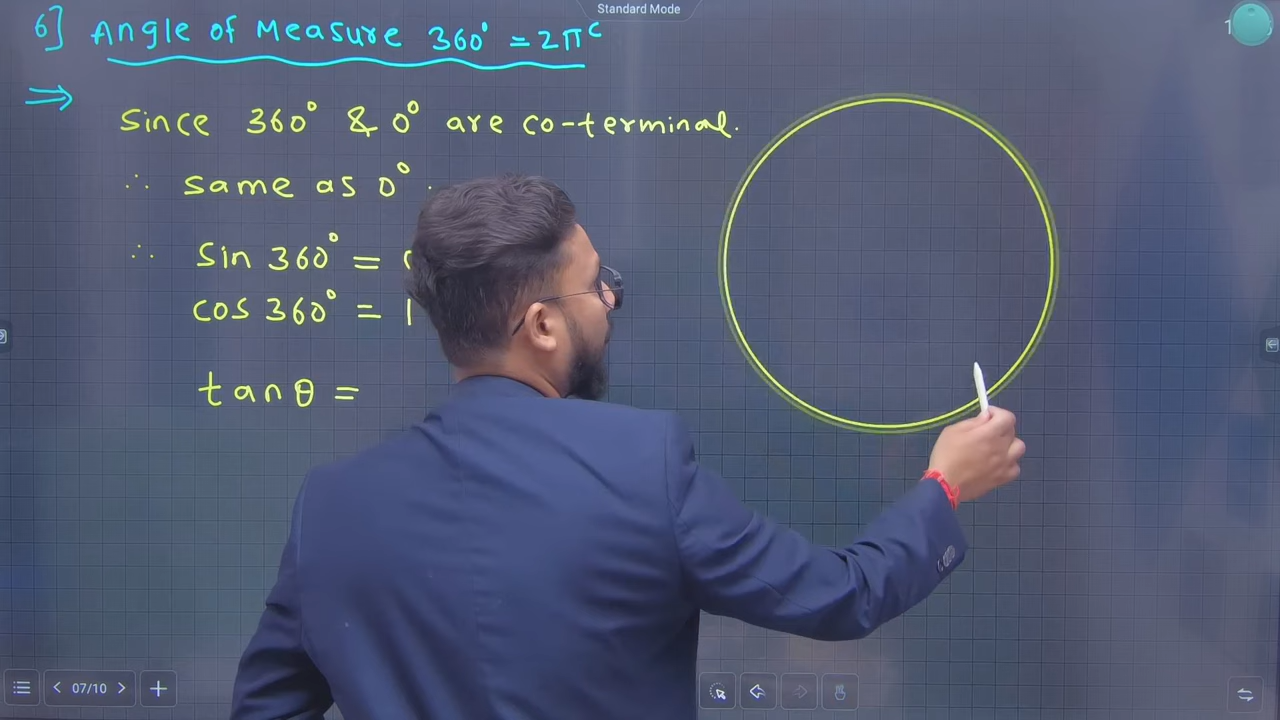 Standard Mode
6] Angle of Measure 360° = 2π^c
⇒
Since 360° & 0° are co-terminal.
∴ same as 0°.
∴ sin 360° =
cos 360° = 1
tanθ =
07/10